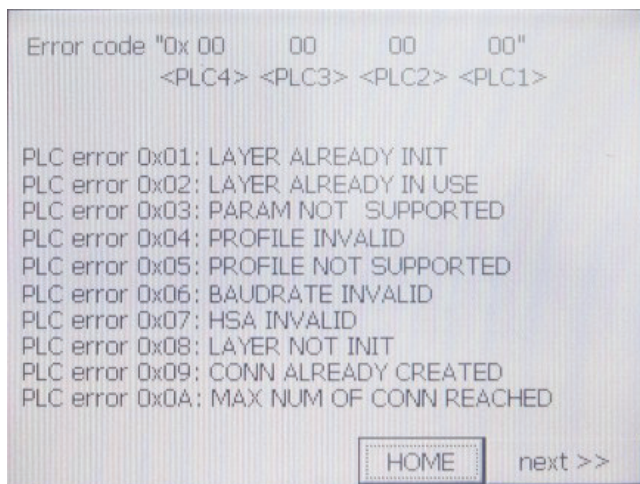 Error code "0x 00 00 00 00"
<PLC4> <PLC3> <PLC2> <PLC1>
PLC error 0x01: LAYER ALREADY INIT
PLC error 0x02: LAYER ALREADY IN USE
PLC error 0x03: PARAM NOT SUPPORTED
PLC error 0x04: PROFILE INVALID
PLC error 0x05: PROFILE NOT SUPPORTED
PLC error 0x06: BAUDRATE INVALID
PLC error 0x07: HSA INVALID
PLC error 0x08: LAYER NOT INIT
PLC error 0x09: CONN ALREADY CREATED
PLC error 0x0A: MAX NUM OF CONN REACHED
HOME next >>